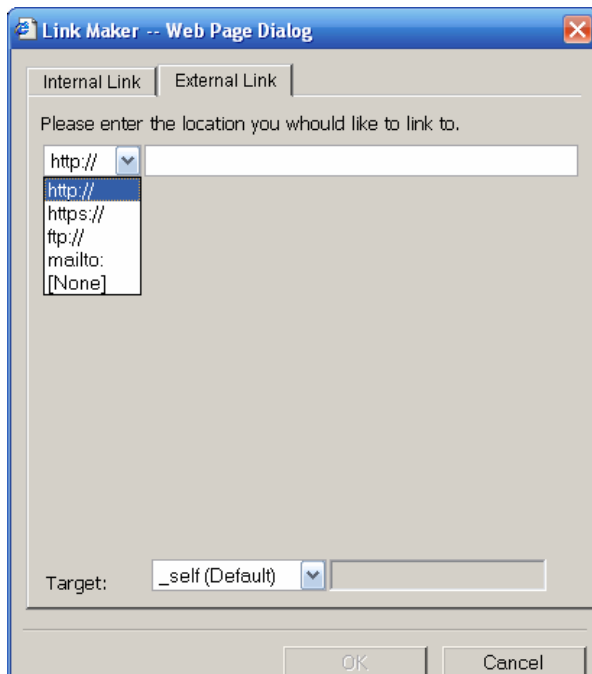 Link Maker -- Web Page Dialog
Internal Link External Link
Please enter the location you whould like to link to.
http://
http://
https://
ftp://
mailto:
[None]
Target: _self (Default)
OK Cancel